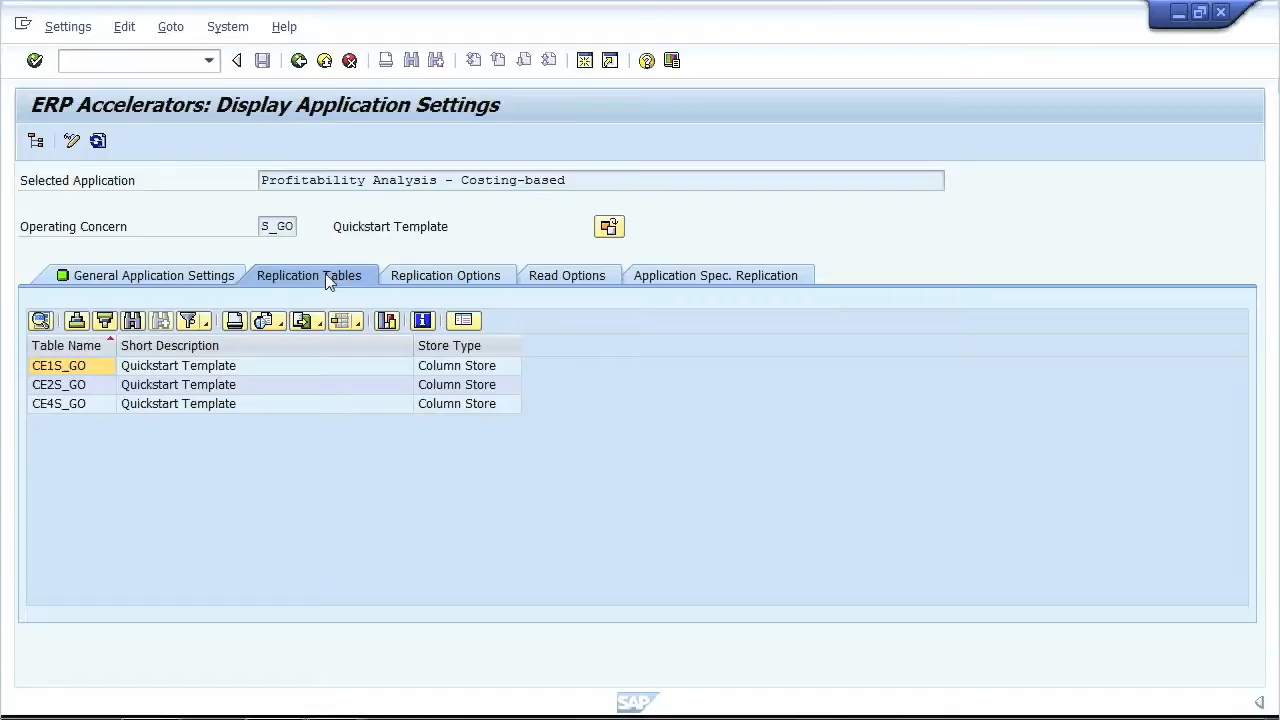 Settings Edit Goto System Help
ERP Accelerators: Display Application Settings
Selected Application Profitability Analysis - Costing-based
Operating Concern S_GO Quickstart Template
General Application Settings Replication Tables Replication Options Read Options Application Spec. Replication
Table Name Short Description Store Type
CE1S_GO Quickstart Template Column Store
CE2S_GO Quickstart Template Column Store
CE4S_GO Quickstart Template Column Store
SAP